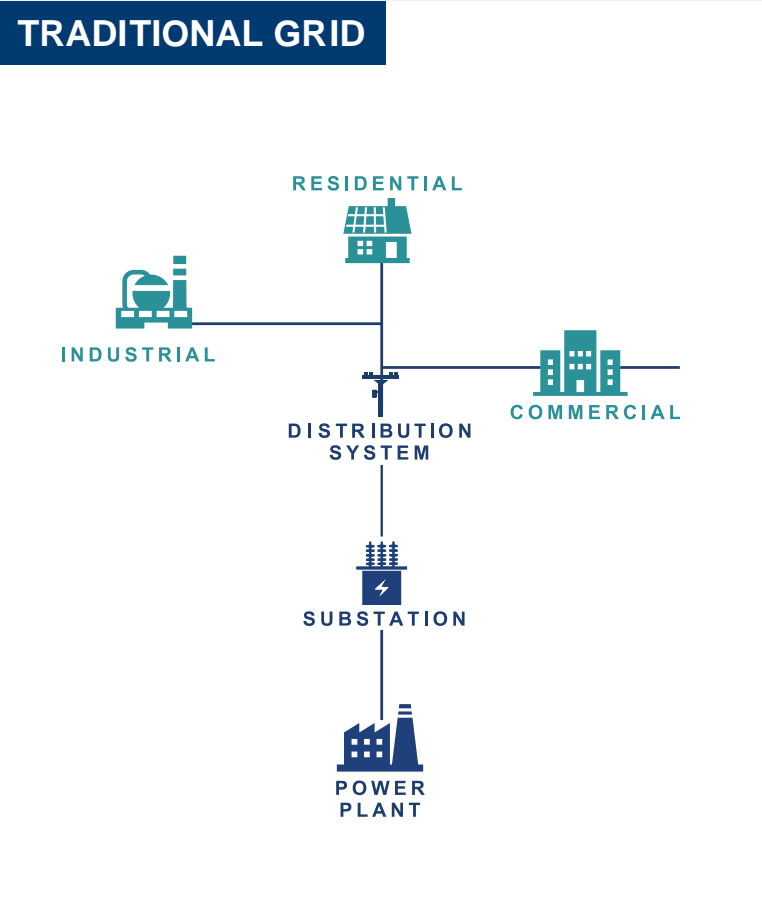 TRADITIONAL GRID
RESIDENTIAL
INDUSTRIAL
COMMERCIAL
DISTRIBUTION
SYSTEM
SUBSTATION
POWER
PLANT